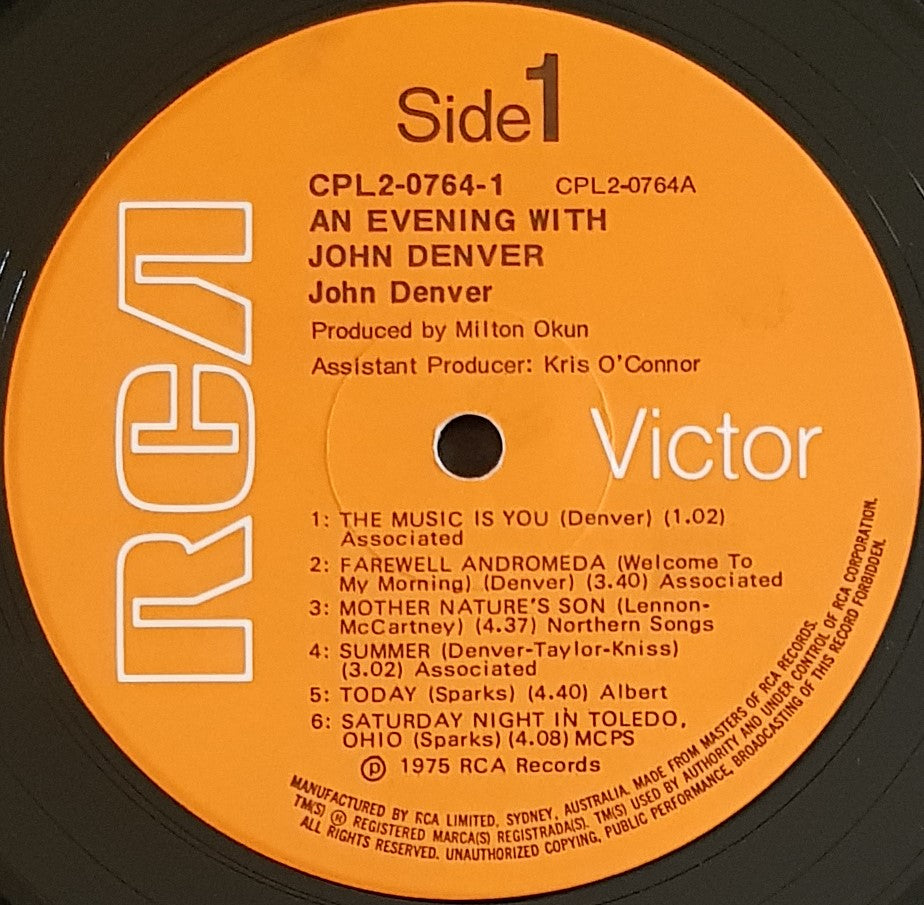 Side 1
CPL2-0764-1 CPL2-0764A
AN EVENING WITH
JOHN DENVER
John Denver
Produced by Milton Okun
Assistant Producer: Kris O'Connor
RCA
Victor
1: THE MUSIC IS YOU (Denver) (1.02)
Associated
2: FAREWELL ANDROMEDA (Welcome To
My Morning) (Denver) (3.40) Associated
3: MOTHER NATURE'S SON (Lennon-
McCartney) (4.37) Northern Songs
4: SUMMER (Denver-Taylor-Kniss)
(3.02) Associated
5: TODAY (Sparks) (4.40) Albert
6: SATURDAY NIGHT IN TOLEDO,
OHIO (Sparks) (4.08) MCPS
℗ 1975 RCA Records
MANUFACTURED BY RCA LIMITED, SYDNEY, AUSTRALIA. MADE FROM MASTERS OF RCA RECORDS.
TM(S) ® REGISTERED MARCA(S) REGISTRADA(S). TM(S) USED BY AUTHORITY AND UNDER CONTROL OF RCA CORPORATION.
ALL RIGHTS RESERVED. UNAUTHORIZED COPYING, PUBLIC PERFORMANCE, BROADCASTING OF THIS RECORD FORBIDDEN.